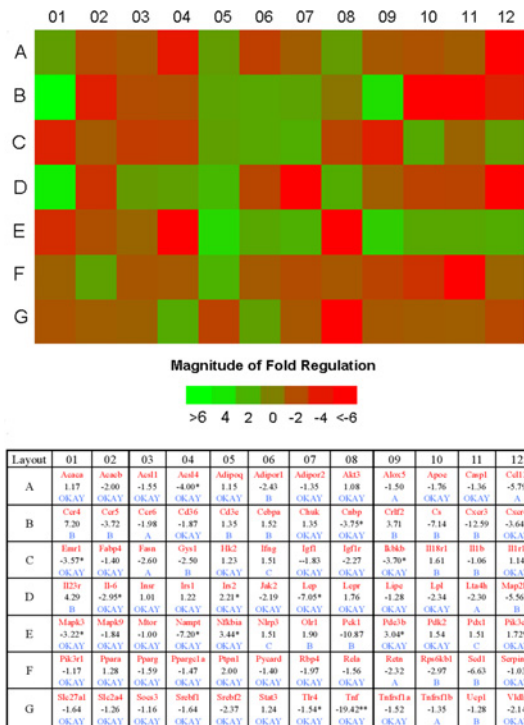 01 02 03 04 05 06 07 08 09 10 11 12
A
B
C
D
E
F
G
Magnitude of Fold Regulation
>6 4 2 0 -2 -4 <-6
Layout 01 02 03 04 05 06 07 08 09 10 11 12
Acaca Acacb Acsl1 Acsl4 Adipoq Adipor1 Adipor2 Akt3 Alox5 Apoe Casp1
A 1.17 -2.00 -1.55 -4.00* 1.15 -2.43 -1.35 1.08 -1.50 -1.76 -1.36
OKAY OKAY A OKAY OKAY B OKAY OKAY A OKAY OKAY A
Ccr4 Ccr5 Ccr6 Cd36 Cd3e Cebpa Chuk Cnbp Crlf2 Cs Cxcr3
B 7.20 -3.72 -1.98 -1.87 1.35 1.52 1.35 -3.75* 3.71 -7.14 -12.59
B B A OKAY B OKAY OKAY OKAY B B
Emr1 Fabp4 Fasn Gys1 Hk2 Ifng Igf1 Igf1r Ikbkb Il18r1 Il1b
C -3.57* -1.40 -2.60 -2.50 1.23 1.51 -1.83 -2.27 -3.70* 1.61 -1.06 1.14
OKAY OKAY B OKAY OKAY C OKAY OKAY OKAY B B
Il23r Il6 Insr Irs1 Irs2 Jak2 Lep Lepr Lipe Lpl Lta4h
D 4.29 -2.95* 1.01 1.22 2.21* -2.19 -7.05* 1.76 -1.28 -2.34 -2.30
B OKAY OKAY OKAY OKAY OKAY OKAY OKAY OKAY OKAY A B
Mapk3 Mapk9 Mtor Nampt Nfkbia Nlrp3 Olr1 Pck1 Pde3b Pdk2 Pdx1
E -3.22* -1.84 -1.00 -7.20* 3.44* 1.51 1.90 -10.87 3.04* 1.54 1.51
OKAY OKAY OKAY OKAY OKAY C B B OKAY OKAY B OKAY
Pik3r1 Ppara Pparg Ppargc1a Ptpn1 Pycard Rbp4 Rela Retn Rps6kb1 Scd1
F -1.17 1.28 -1.59 -1.47 2.00 -1.40 -1.97 -1.56 -2.32 -2.97 -6.63
OKAY OKAY OKAY OKAY OKAY OKAY OKAY OKAY OKAY B B OKAY
Slc27a1 Slc2a4 Socs3 Srebf1 Srebf2 Stat3 Tlr4 Tnf Tnfrsf1a Tnfrsf1b Ucp1
G -1.64 -1.26 -1.16 -1.64 -2.37 1.24 -1.54* -19.42** -1.52 -1.35 -1.28
OKAY OKAY OKAY OKAY OKAY OKAY OKAY OKAY OKAY OKAY B